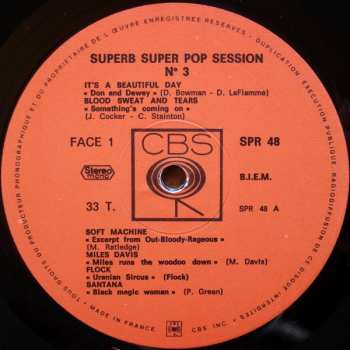 ET DU PROPRIÉTAIRE DE L'ŒUVRE ENREGISTRÉE RÉSERVÉS - DUPLICATION, EXÉCUTION PUBLIQUE, RADIODIFFUSION DE CE DISQUE INTERDITES
TOUS DROITS DU PRODUCTEUR PHONOGRAPHIQUE
SUPERB SUPER POP SESSION
N° 3
IT'S A BEAUTIFUL DAY
« Don and Dewey » (D. Bowman - D. LaFlamme)
BLOOD SWEAT AND TEARS
« Something's coming on »
(J. Cocker - C. Stainton)
FACE 1
CBS
SPR 48
Stereo
mono
B.I.E.M.
33 T.
SPR 48 A
SOFT MACHINE
« Excerpt from Out-Bloody-Rageous »
(M. Ratledge)
MILES DAVIS
« Miles runs the woodoo down » (M. Davis)
FLOCK
« Uranian Sircus » (Flock)
SANTANA
« Black magic woman » (P. Green)
MADE IN FRANCE
CBS INC.